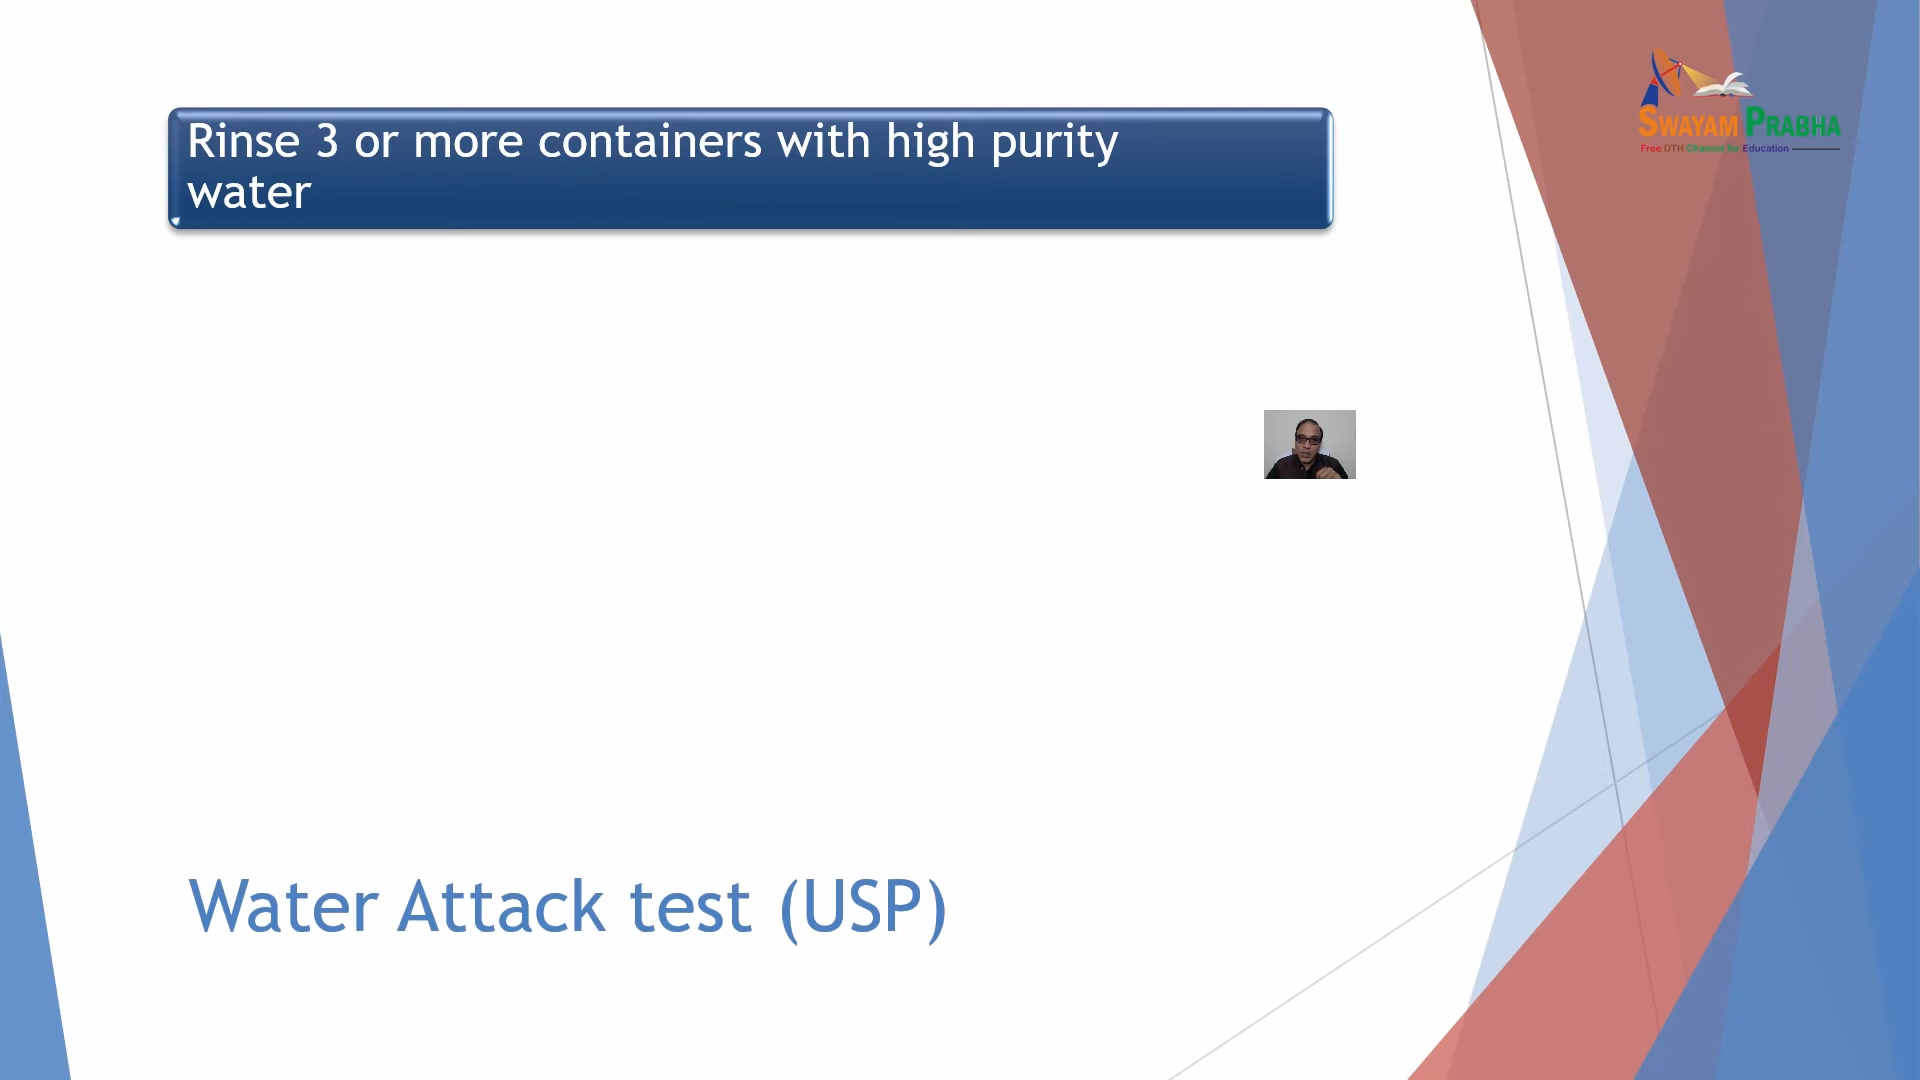 SWAYAM PRABHA
Free DTH Channel for Education
Rinse 3 or more containers with high purity
water
Water Attack test (USP)